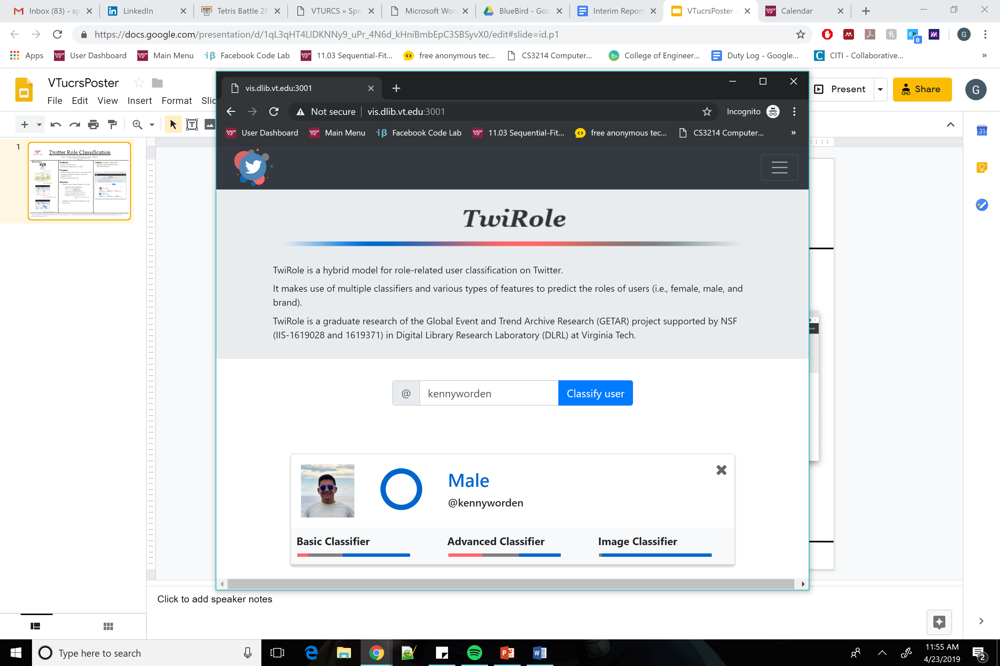 Inbox (83) - sp
LinkedIn
Tetris Battle 2P
VTURCS » Spri
Microsoft Wor
BlueBird - Goo
Interim Report
VTucrsPoster -
Calendar
https://docs.google.com/presentation/d/1qL3qHT4LlDKNNy9_uPr_4N6d_kHniBmbEpC3SBSyvX0/edit#slide=id.p1
G
0
Apps
User Dashboard
Main Menu
Facebook Code Lab
11.03 Sequential-Fit...
free anonymous tec...
CS3214 Computer...
College of Engineer...
Duty Log - Google...
CITI - Collaborative...
»
VTucrsPoster
File Edit View Insert Format Slid
Present
Share
G
31
1
Twitter Role Classification
Overview:
Problem:
Purpose:
Solution:
vis.dlib.vt.edu:3001
Not secure
vis.dlib.vt.edu:3001
Incognito
User Dashboard
Main Menu
Facebook Code Lab
11.03 Sequential-Fit...
free anonymous tec...
CS3214 Computer...
»
TwiRole
TwiRole is a hybrid model for role-related user classification on Twitter.
It makes use of multiple classifiers and various types of features to predict the roles of users (i.e., female, male, and
brand).
TwiRole is a graduate research of the Global Event and Trend Archive Research (GETAR) project supported by NSF
(IIS-1619028 and 1619371) in Digital Library Research Laboratory (DLRL) at Virginia Tech.
@ kennyworden Classify user
Male
@kennyworden
Basic Classifier
Advanced Classifier
Image Classifier
Click to add speaker notes
Type here to search
11:55 AM
4/23/2019
2